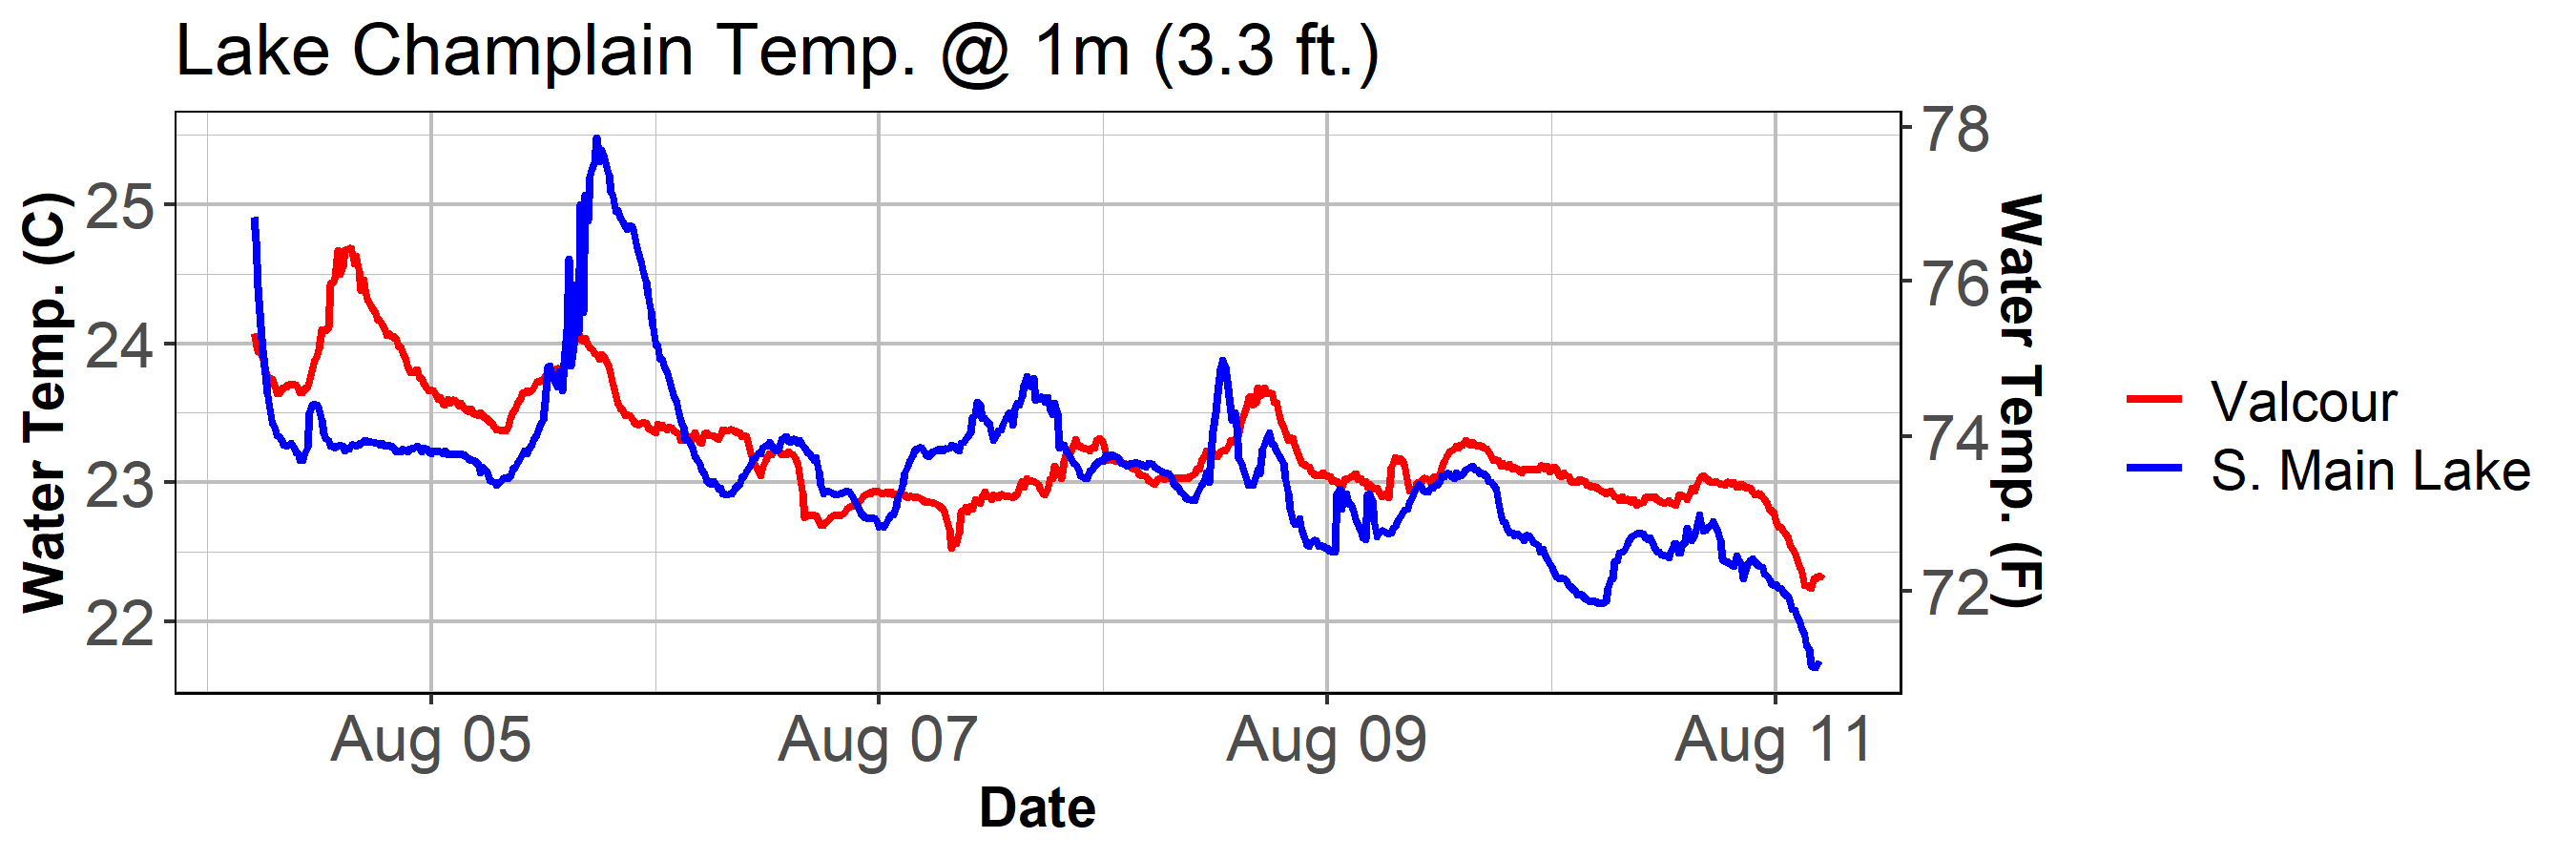 Lake Champlain Temp. @ 1m (3.3 ft.)
Water Temp. (C)
25
24
23
22
78
76
74
72
Water Temp. (F)
Aug 05
Aug 07
Aug 09
Aug 11
Date
Valcour
S. Main Lake